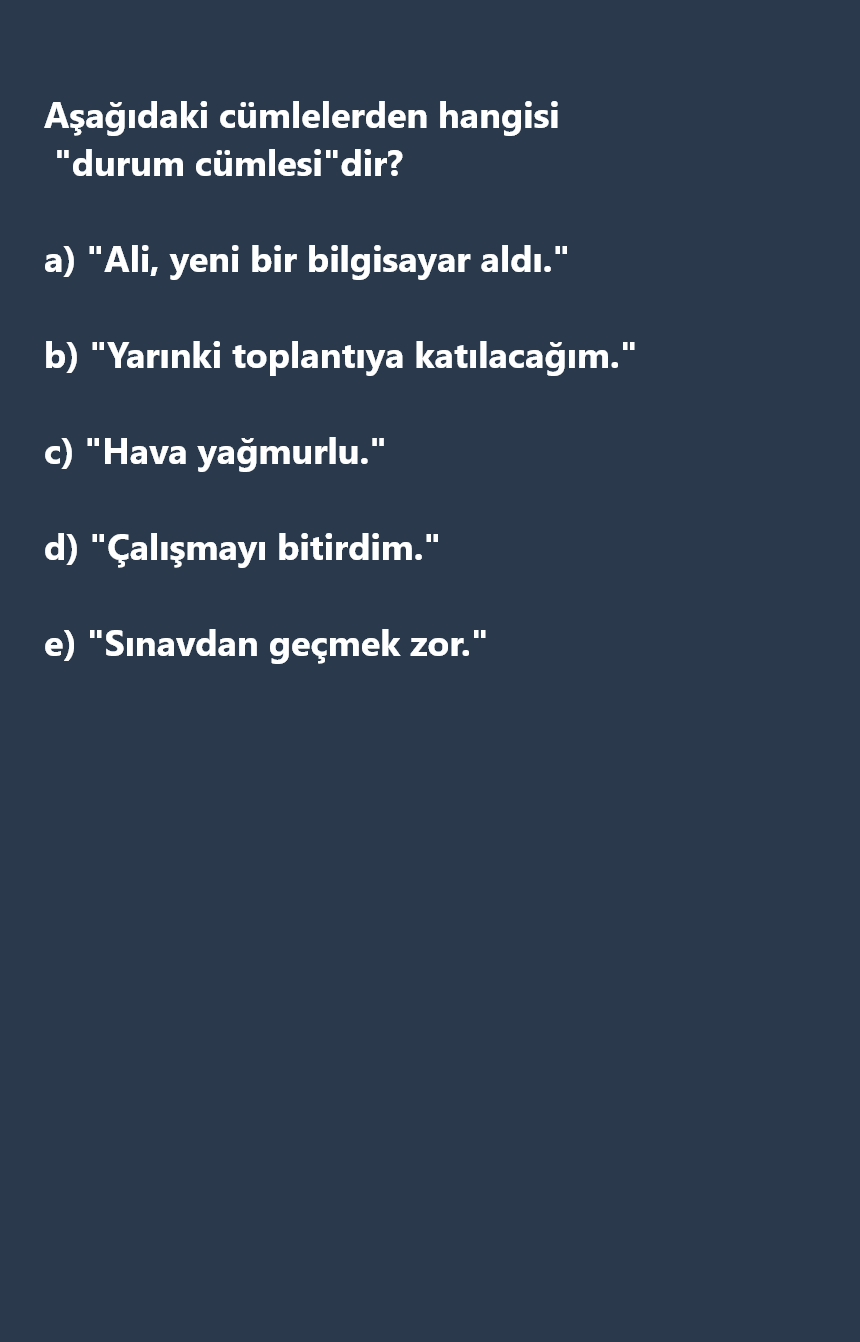 Aşağıdaki cümlelerden hangisi
"durum cümlesi"dir?
a) "Ali, yeni bir bilgisayar aldı."
b) "Yarınki toplantıya katılacağım."
c) "Hava yağmurlu."
d) "Çalışmayı bitirdim."
e) "Sınavdan geçmek zor."